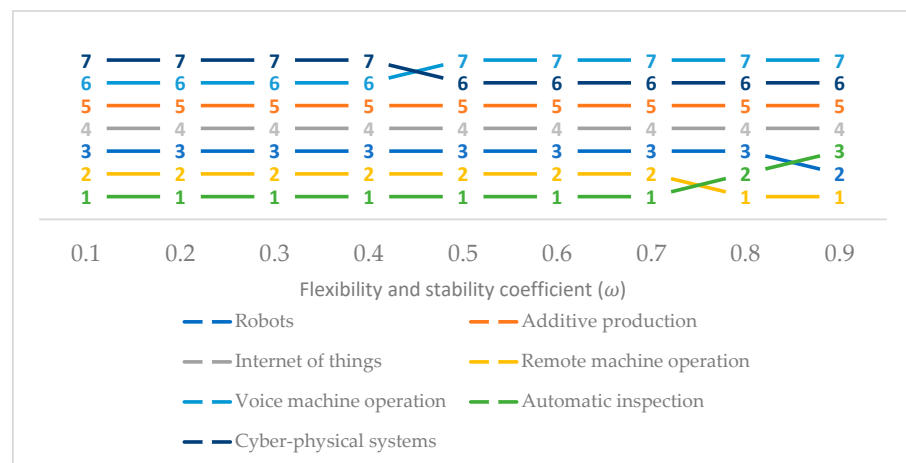 7 7 7 7 7 7 7 7 7
6 6 6 6 6 6 6 6 6
5 5 5 5 5 5 5 5 5
4 4 4 4 4 4 4 4 4
3 3 3 3 3 3 3 3 3
2 2 2 2 2 2 2 2 2
1 1 1 1 1 1 1 1 1
0.1 0.2 0.3 0.4 0.5 0.6 0.7 0.8 0.9
Flexibility and stability coefficient (ω)
Robots Additive production
Internet of things Remote machine operation
Voice machine operation Automatic inspection
Cyber-physical systems